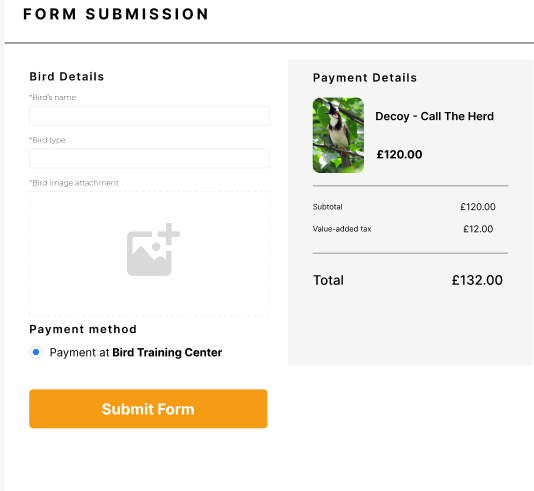 FORM SUBMISSION
Bird Details
*Bird's name
*Bird type
*Bird image attachment
Payment method
Payment at Bird Training Center
Submit Form
Payment Details
Decoy - Call The Herd
£120.00
Subtotal £120.00
Value-added tax £12.00
Total £132.00